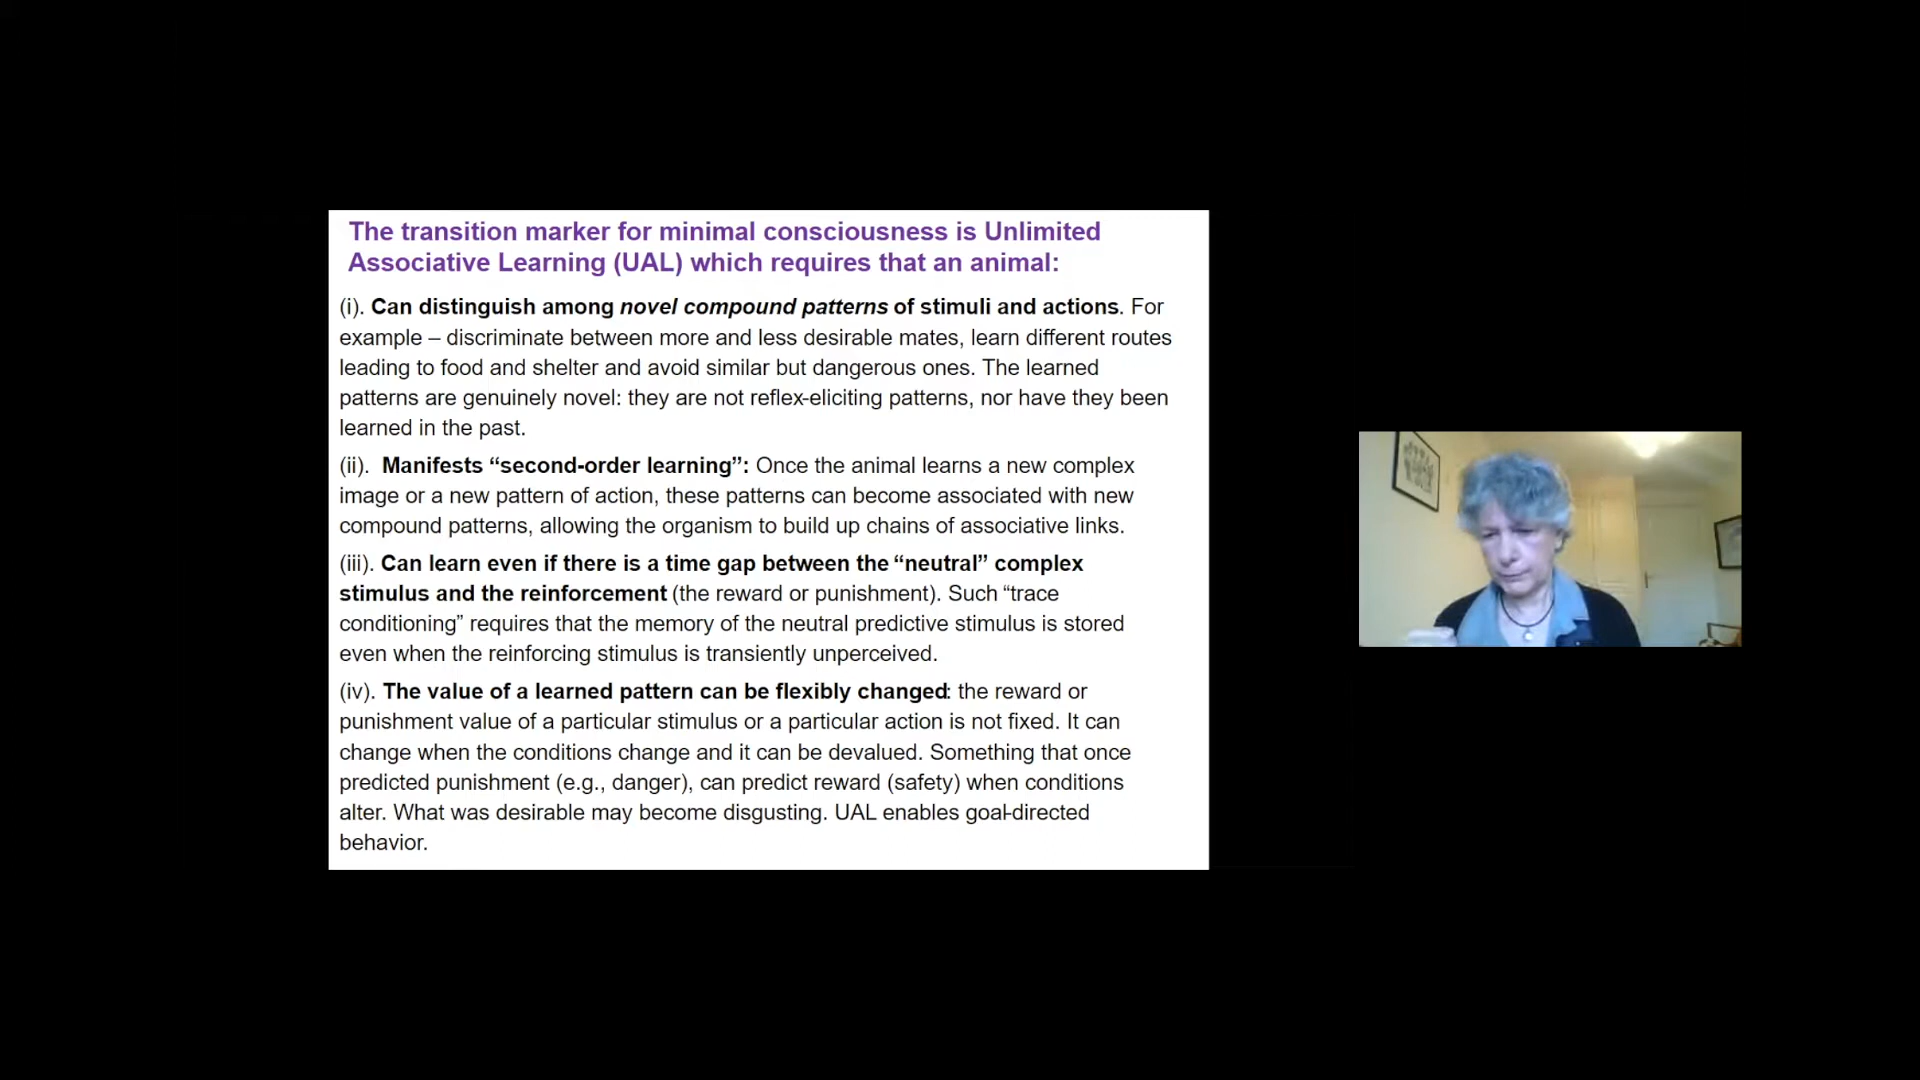 The transition marker for minimal consciousness is Unlimited
Associative Learning (UAL) which requires that an animal:
(i). Can distinguish among novel compound patterns of stimuli and actions. For
example – discriminate between more and less desirable mates, learn different routes
leading to food and shelter and avoid similar but dangerous ones. The learned
patterns are genuinely novel: they are not reflex-eliciting patterns, nor have they been
learned in the past.
(ii). Manifests “second-order learning”: Once the animal learns a new complex
image or a new pattern of action, these patterns can become associated with new
compound patterns, allowing the organism to build up chains of associative links.
(iii). Can learn even if there is a time gap between the “neutral” complex
stimulus and the reinforcement (the reward or punishment). Such “trace
conditioning” requires that the memory of the neutral predictive stimulus is stored
even when the reinforcing stimulus is transiently unperceived.
(iv). The value of a learned pattern can be flexibly changed: the reward or
punishment value of a particular stimulus or a particular action is not fixed. It can
change when the conditions change and it can be devalued. Something that once
predicted punishment (e.g., danger), can predict reward (safety) when conditions
alter. What was desirable may become disgusting. UAL enables goal-directed
behavior.